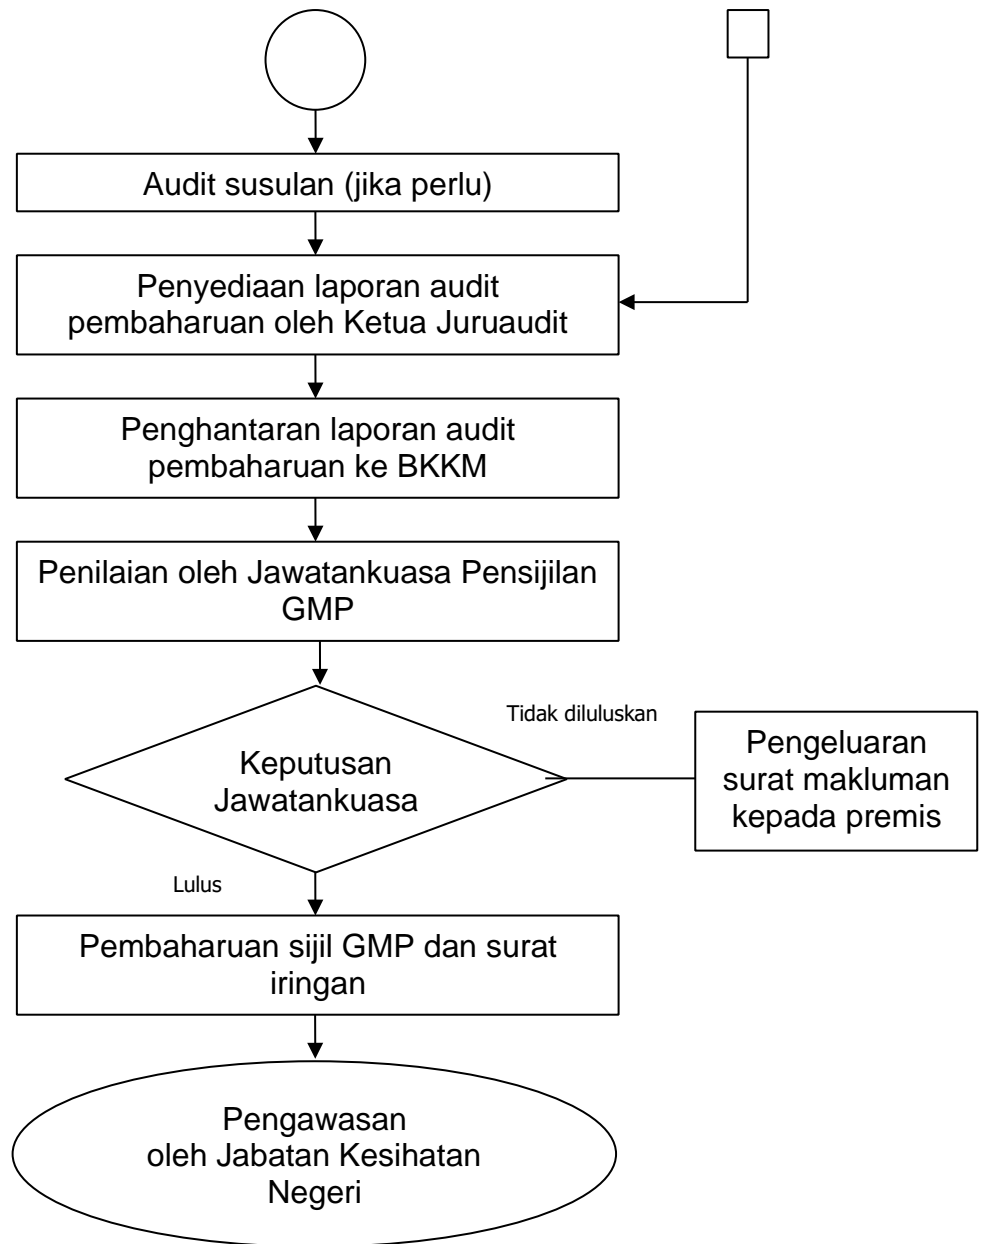 Audit susulan (jika perlu)
Penyediaan laporan audit
pembaharuan oleh Ketua Juruaudit
Penghantaran laporan audit
pembaharuan ke BKKM
Penilaian oleh Jawatankuasa Pensijilan
GMP
Tidak diluluskan
Keputusan
Jawatankuasa
Pengeluaran
surat makluman
kepada premis
Lulus
Pembaharuan sijil GMP dan surat
iringan
Pengawasan
oleh Jabatan Kesihatan
Negeri